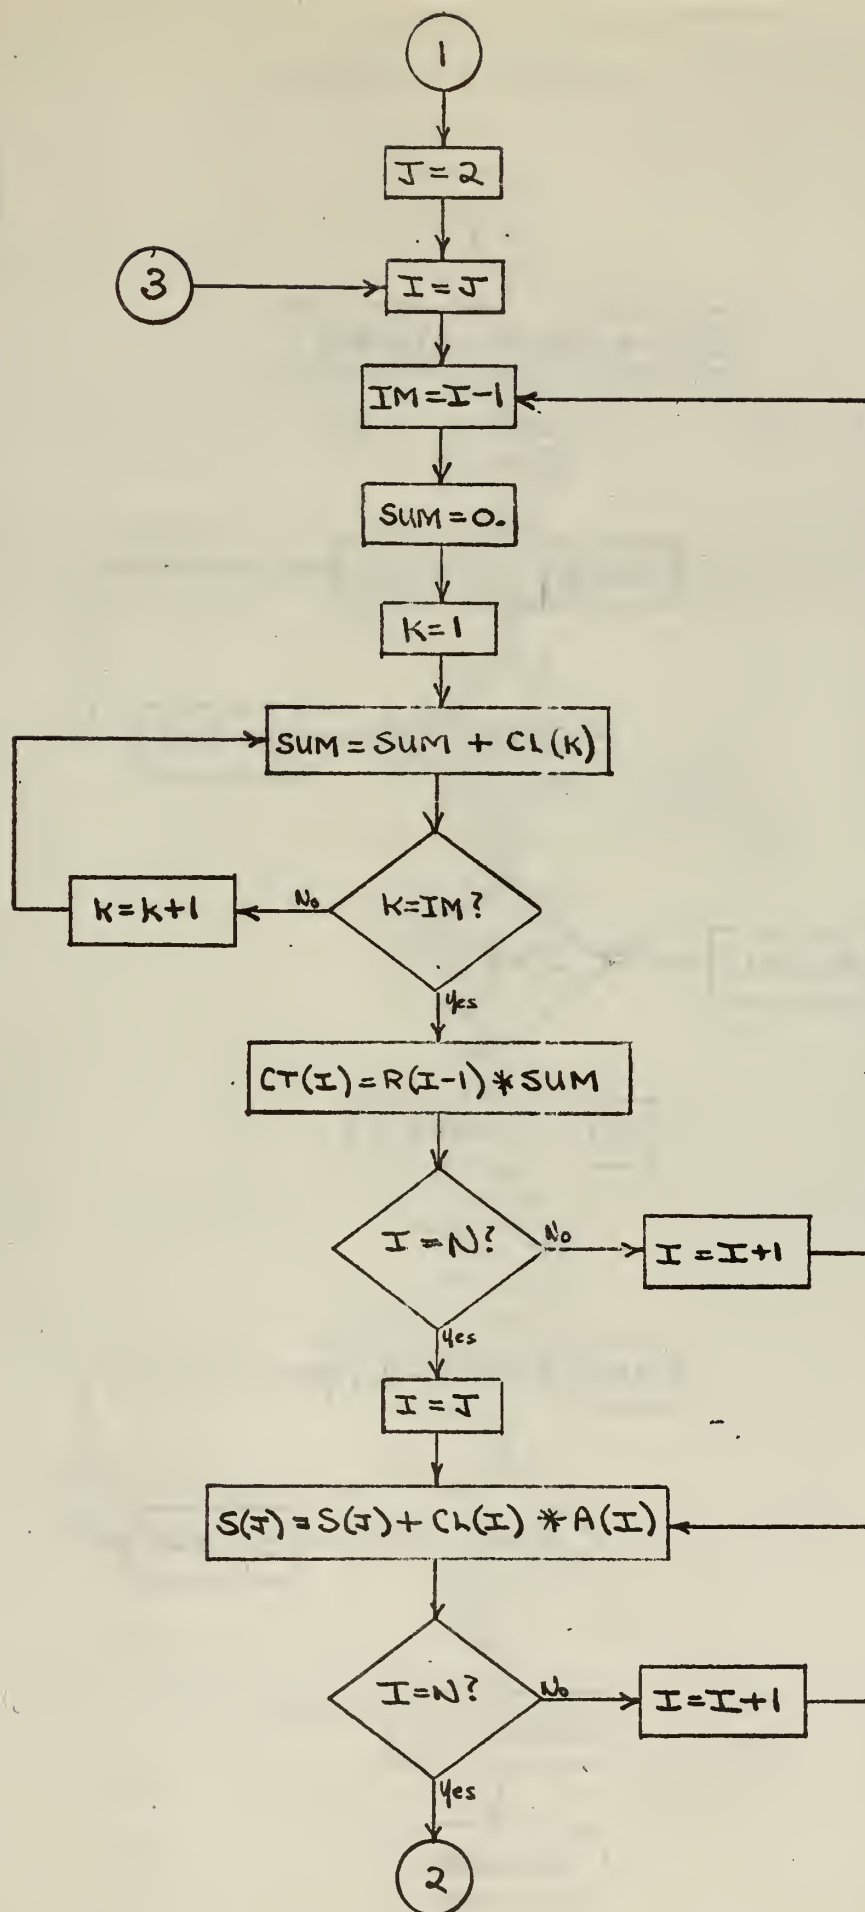 1
J = 2
3
I = J
IM = I-1
SUM = 0.
K = 1
SUM = SUM + CL(K)
K = K+1
No
K = IM?
Yes
CT(I) = R(I-1) * SUM
I = N?
No
I = I+1
Yes
I = J
S(J) = S(J) + CL(I) * A(I)
I = N?
No
I = I+1
Yes
2